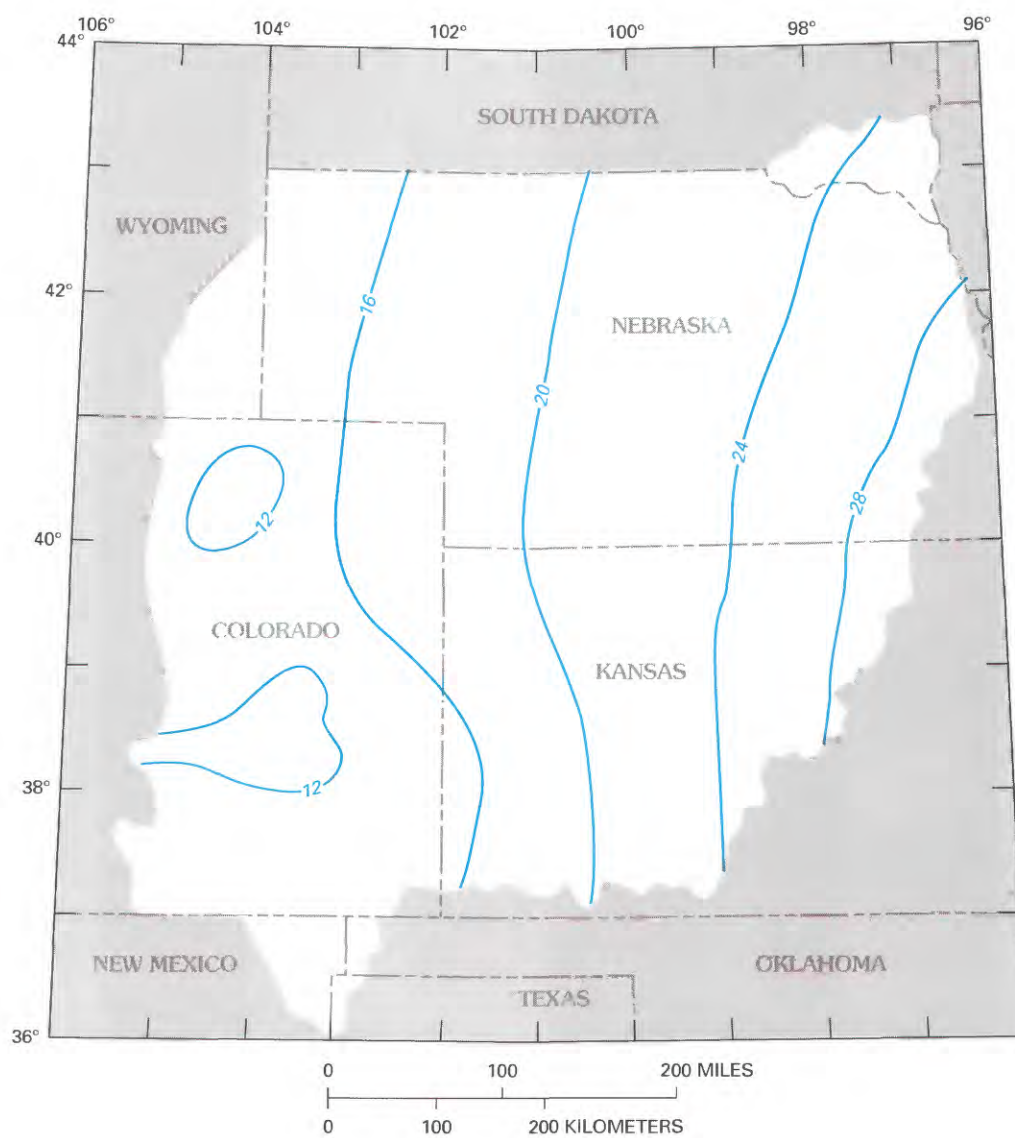 106°
104°
102°
100°
98°
96°
44°
SOUTH DAKOTA
WYOMING
42°
16
NEBRASKA
20
24
28
12
40°
COLORADO
KANSAS
38°
12
NEW MEXICO
OKLAHOMA
TEXAS
36°
0 100 200 MILES
0 100 200 KILOMETERS